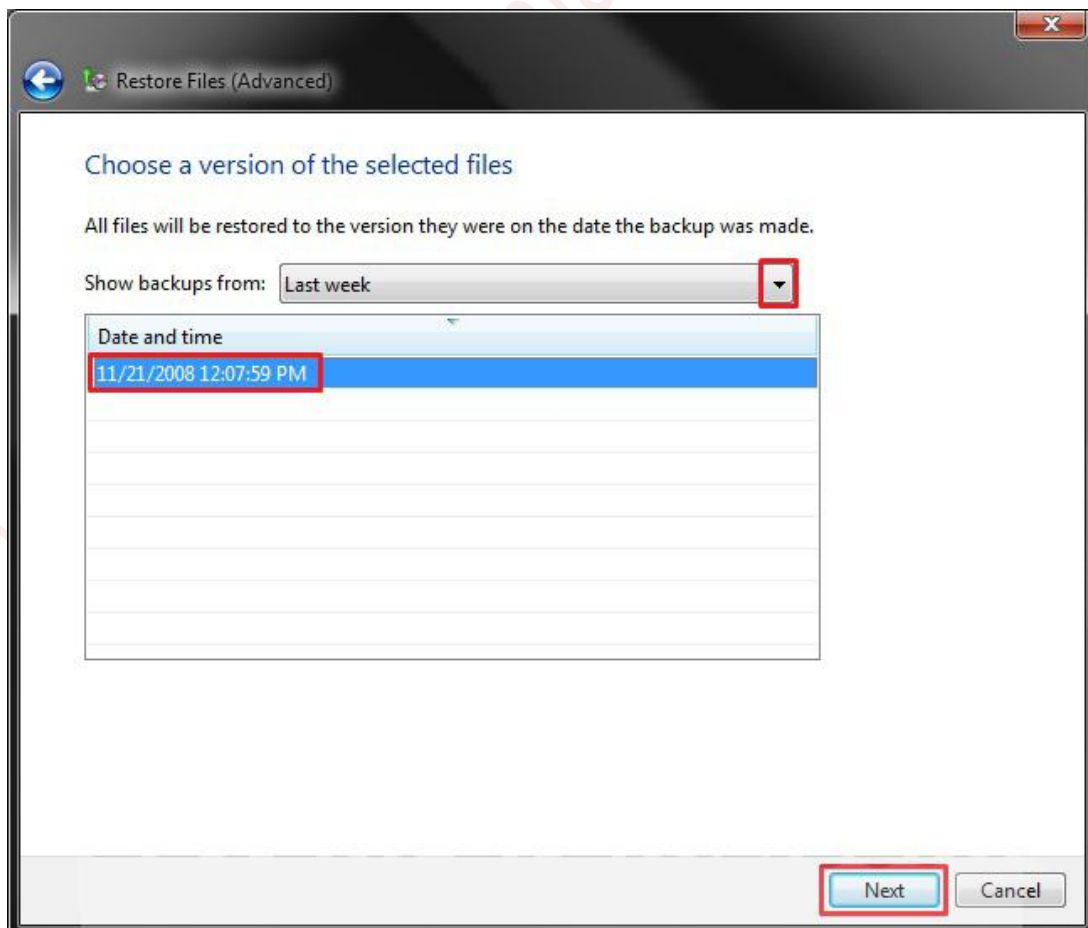 X
Restore Files (Advanced)
Choose a version of the selected files
All files will be restored to the version they were on the date the backup was made.
Show backups from: Last week
Date and time
11/21/2008 12:07:59 PM
Next Cancel